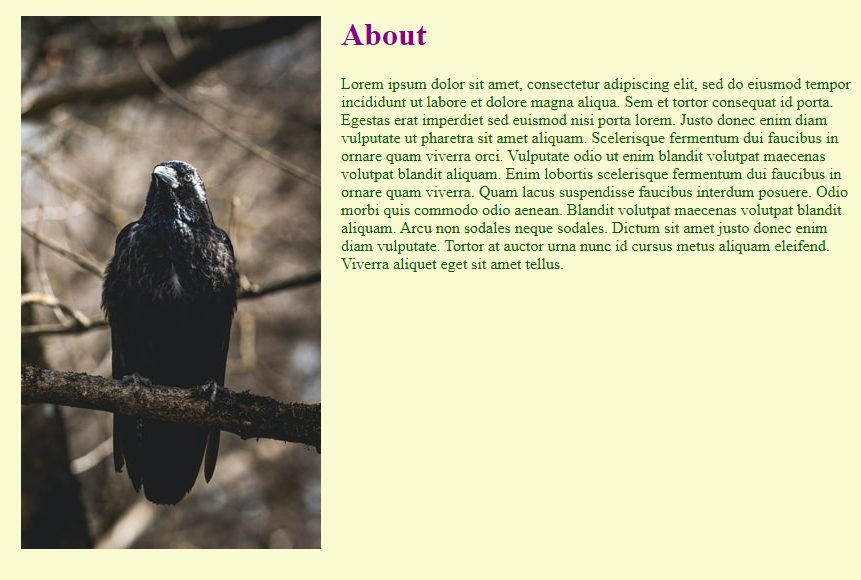 About
Lorem ipsum dolor sit amet, consectetur adipiscing elit, sed do eiusmod tempor
incididunt ut labore et dolore magna aliqua. Sem et tortor consequat id porta.
Egestas erat imperdiet sed euismod nisi porta lorem. Justo donec enim diam
vulputate ut pharetra sit amet aliquam. Scelerisque fermentum dui faucibus in
ornare quam viverra orci. Vulputate odio ut enim blandit volutpat maecenas
volutpat blandit aliquam. Enim lobortis scelerisque fermentum dui faucibus in
ornare quam viverra. Quam lacus suspendisse faucibus interdum posuere. Odio
morbi quis commodo odio aenean. Blandit volutpat maecenas volutpat blandit
aliquam. Arcu non sodales neque sodales. Dictum sit amet justo donec enim
diam vulputate. Tortor at auctor urna nunc id cursus metus aliquam eleifend.
Viverra aliquet eget sit amet tellus.